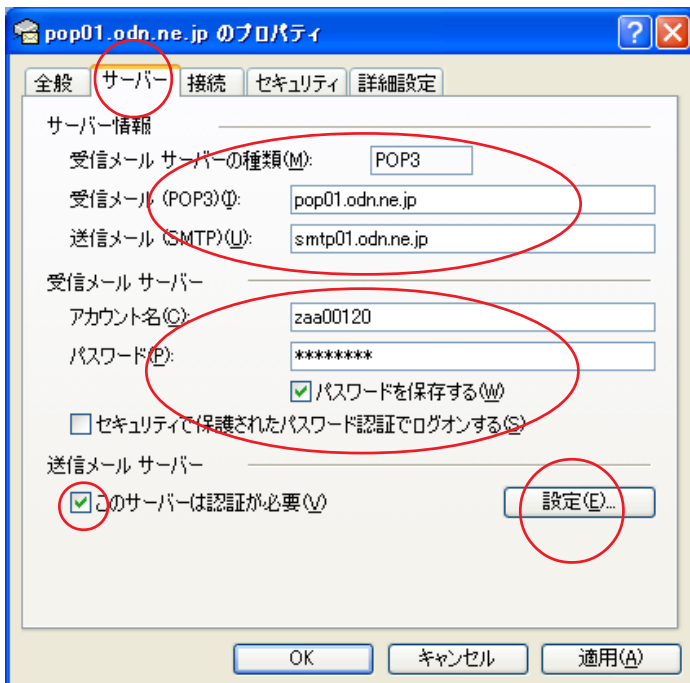 pop01.odn.ne.jp のプロパティ
全般 サーバー 接続 セキュリティ 詳細設定
サーバー情報
受信メール サーバーの種類(M): POP3
受信メール (POP3)(I): pop01.odn.ne.jp
送信メール (SMTP)(U): smtp01.odn.ne.jp
受信メール サーバー
アカウント名(C): zaa00120
パスワード(P): ********
パスワードを保存する(W)
セキュリティで保護されたパスワード認証でログオンする(S)
送信メール サーバー
このサーバーは認証が必要(V) 設定(E)...
OK キャンセル 適用(A)